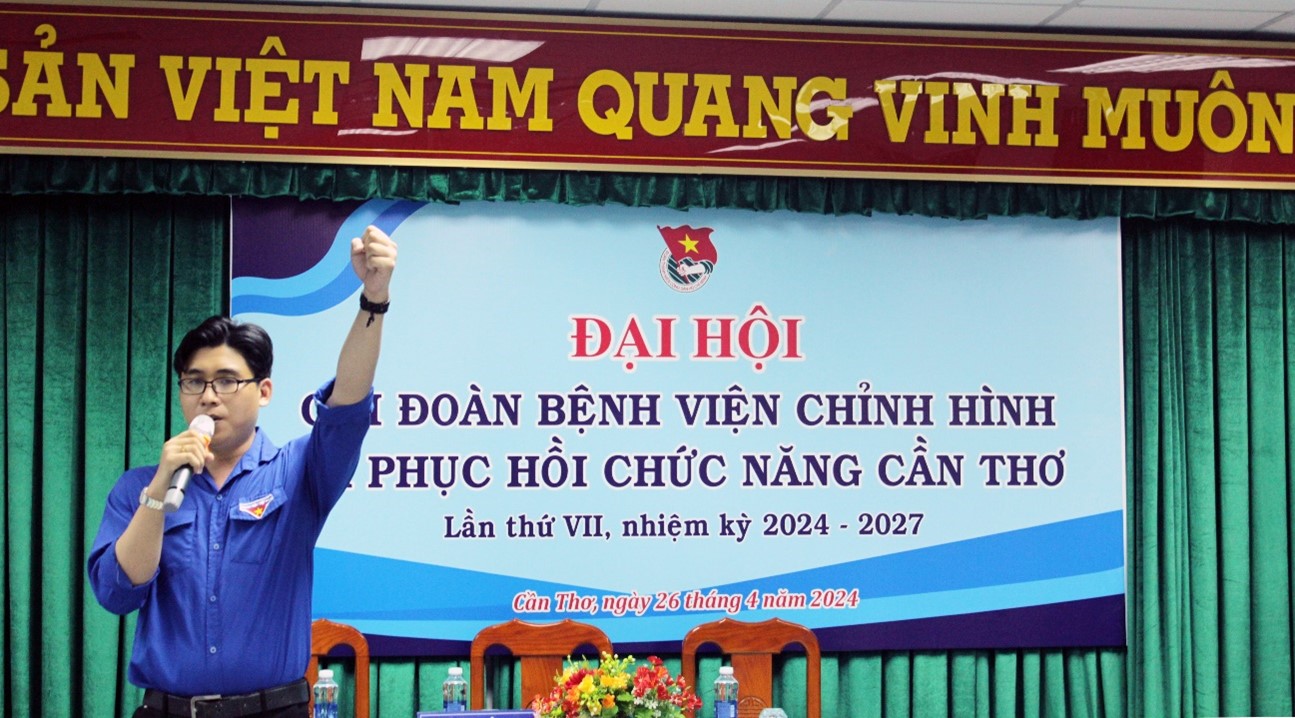 SẢN VIỆT NAM QUANG VINH MUÔN
ĐẠI HỘI
ĐOÀN BỆNH VIỆN CHỈNH HÌNH
PHỤC HỒI CHỨC NĂNG CẦN THƠ
Lần thứ VII, nhiệm kỳ 2024 - 2027
Cần Thơ, ngày 26 tháng 4 năm 2024